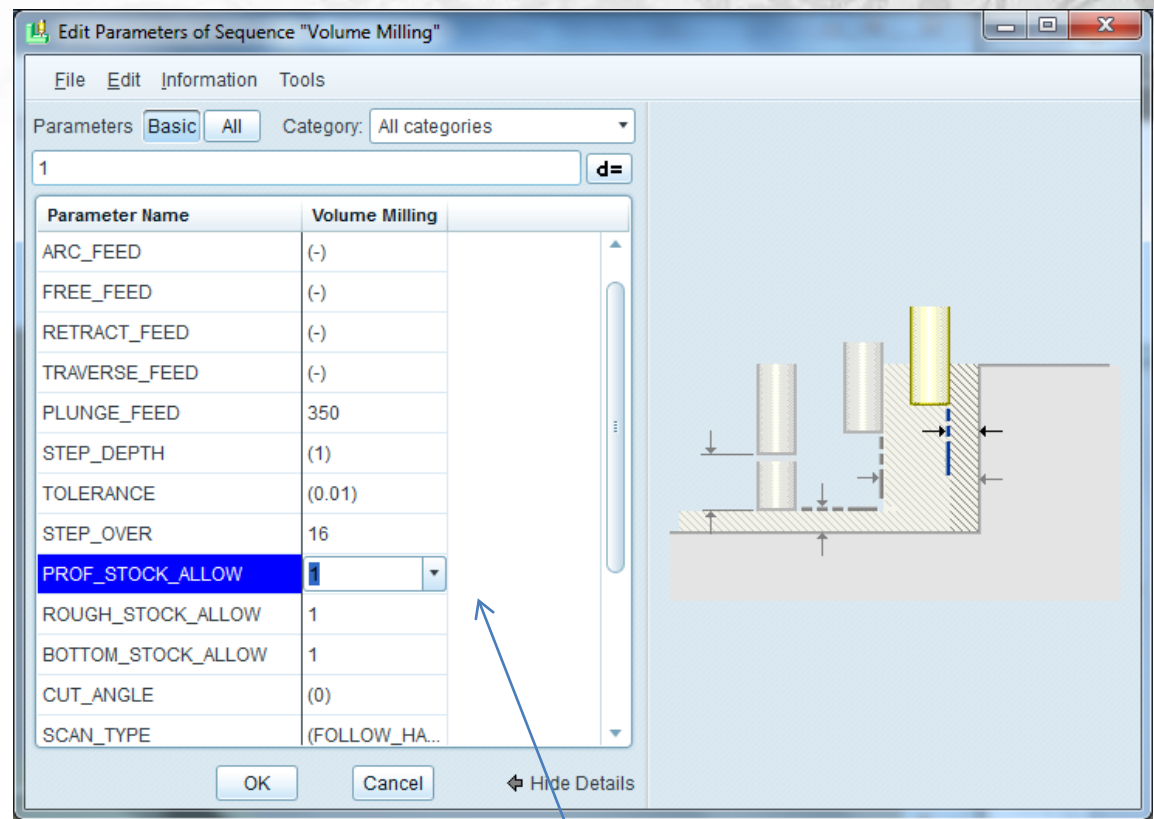 Edit Parameters of Sequence "Volume Milling"
File Edit Information Tools
Parameters Basic All Category: All categories
1 d=
Parameter Name Volume Milling
ARC_FEED (-)
FREE_FEED (-)
RETRACT_FEED (-)
TRAVERSE_FEED (-)
PLUNGE_FEED 350
STEP_DEPTH (1)
TOLERANCE (0.01)
STEP_OVER 16
PROF_STOCK_ALLOW 1
ROUGH_STOCK_ALLOW 1
BOTTOM_STOCK_ALLOW 1
CUT_ANGLE (0)
SCAN_TYPE (FOLLOW_HA...
OK Cancel Hide Details